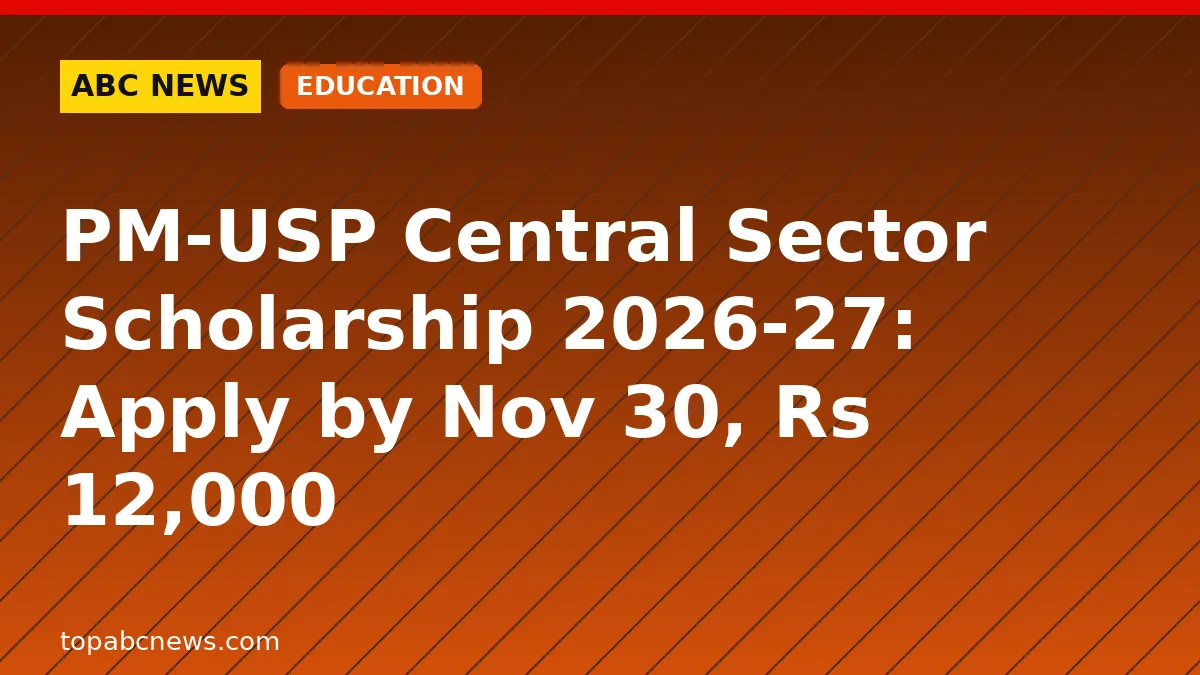 ABC NEWS
EDUCATION
PM-USP Central Sector
Scholarship 2026-27:
Apply by Nov 30, Rs
12,000
topabcnews.com